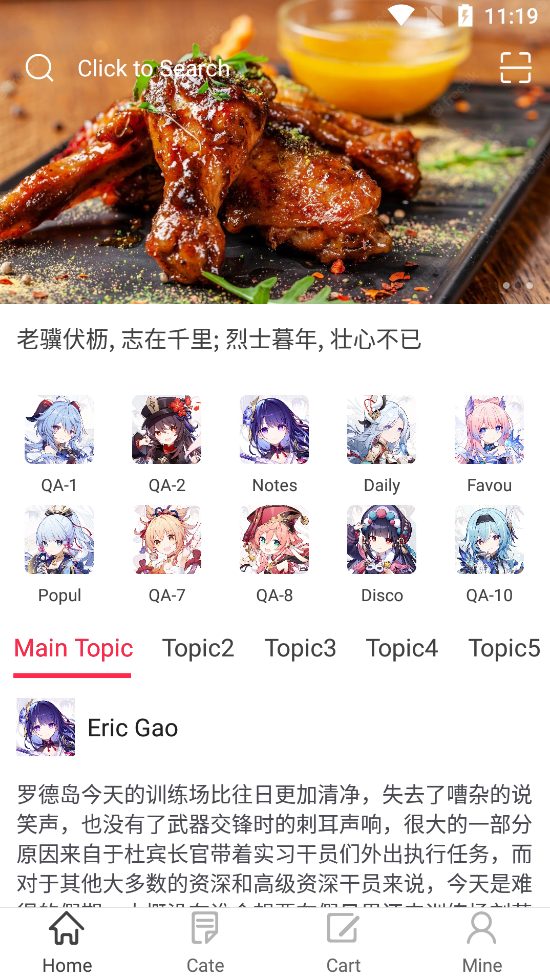 11:19
Click to Search
老骥伏枥, 志在千里; 烈士暮年, 壮心不已
QA-1 QA-2 Notes Daily Favou
Popul QA-7 QA-8 Disco QA-10
Main Topic Topic2 Topic3 Topic4 Topic5
Eric Gao
罗德岛今天的训练场比往日更加清净，失去了嘈杂的说
笑声，也没有了武器交锋时的刺耳声响，很大的一部分
原因来自于杜宾长官带着实习干员们外出执行任务，而
对于其他大多数的资深和高级资深干员来说，今天是难
Home Cate Cart Mine